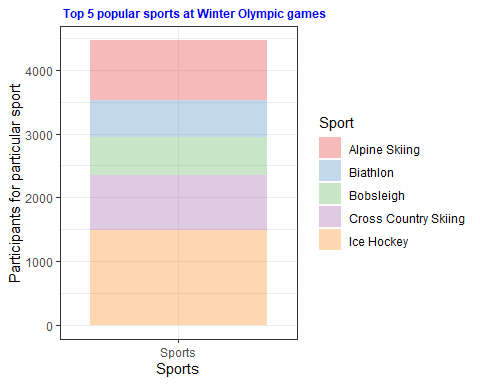 Top 5 popular sports at Winter Olympic games
Participants for particular sport
4000
3000
2000
1000
0
Sports
Sports
Sport
Alpine Skiing
Biathlon
Bobsleigh
Cross Country Skiing
Ice Hockey